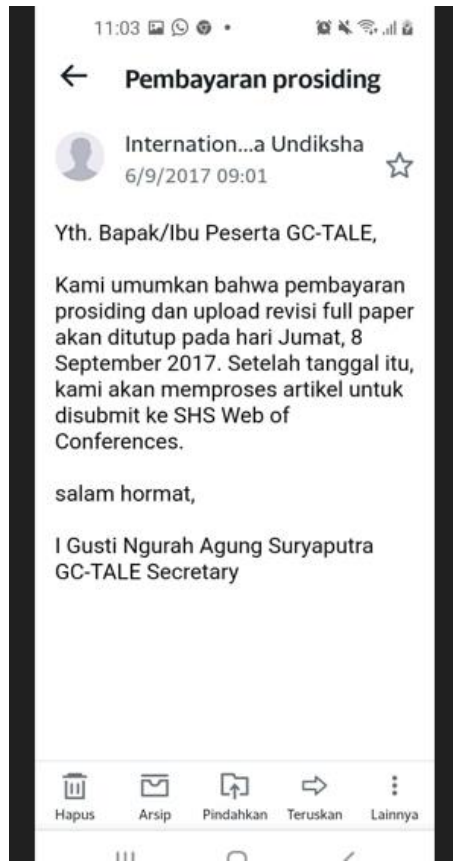 11:03
Pembayaran prosiding
Internation...a Undiksha
6/9/2017 09:01
Yth. Bapak/Ibu Peserta GC-TALE,
Kami umumkan bahwa pembayaran
prosiding dan upload revisi full paper
akan ditutup pada hari Jumat, 8
September 2017. Setelah tanggal itu,
kami akan memproses artikel untuk
disubmit ke SHS Web of
Conferences.
salam hormat,
I Gusti Ngurah Agung Suryaputra
GC-TALE Secretary
Hapus Arsip Pindahkan Teruskan Lainnya